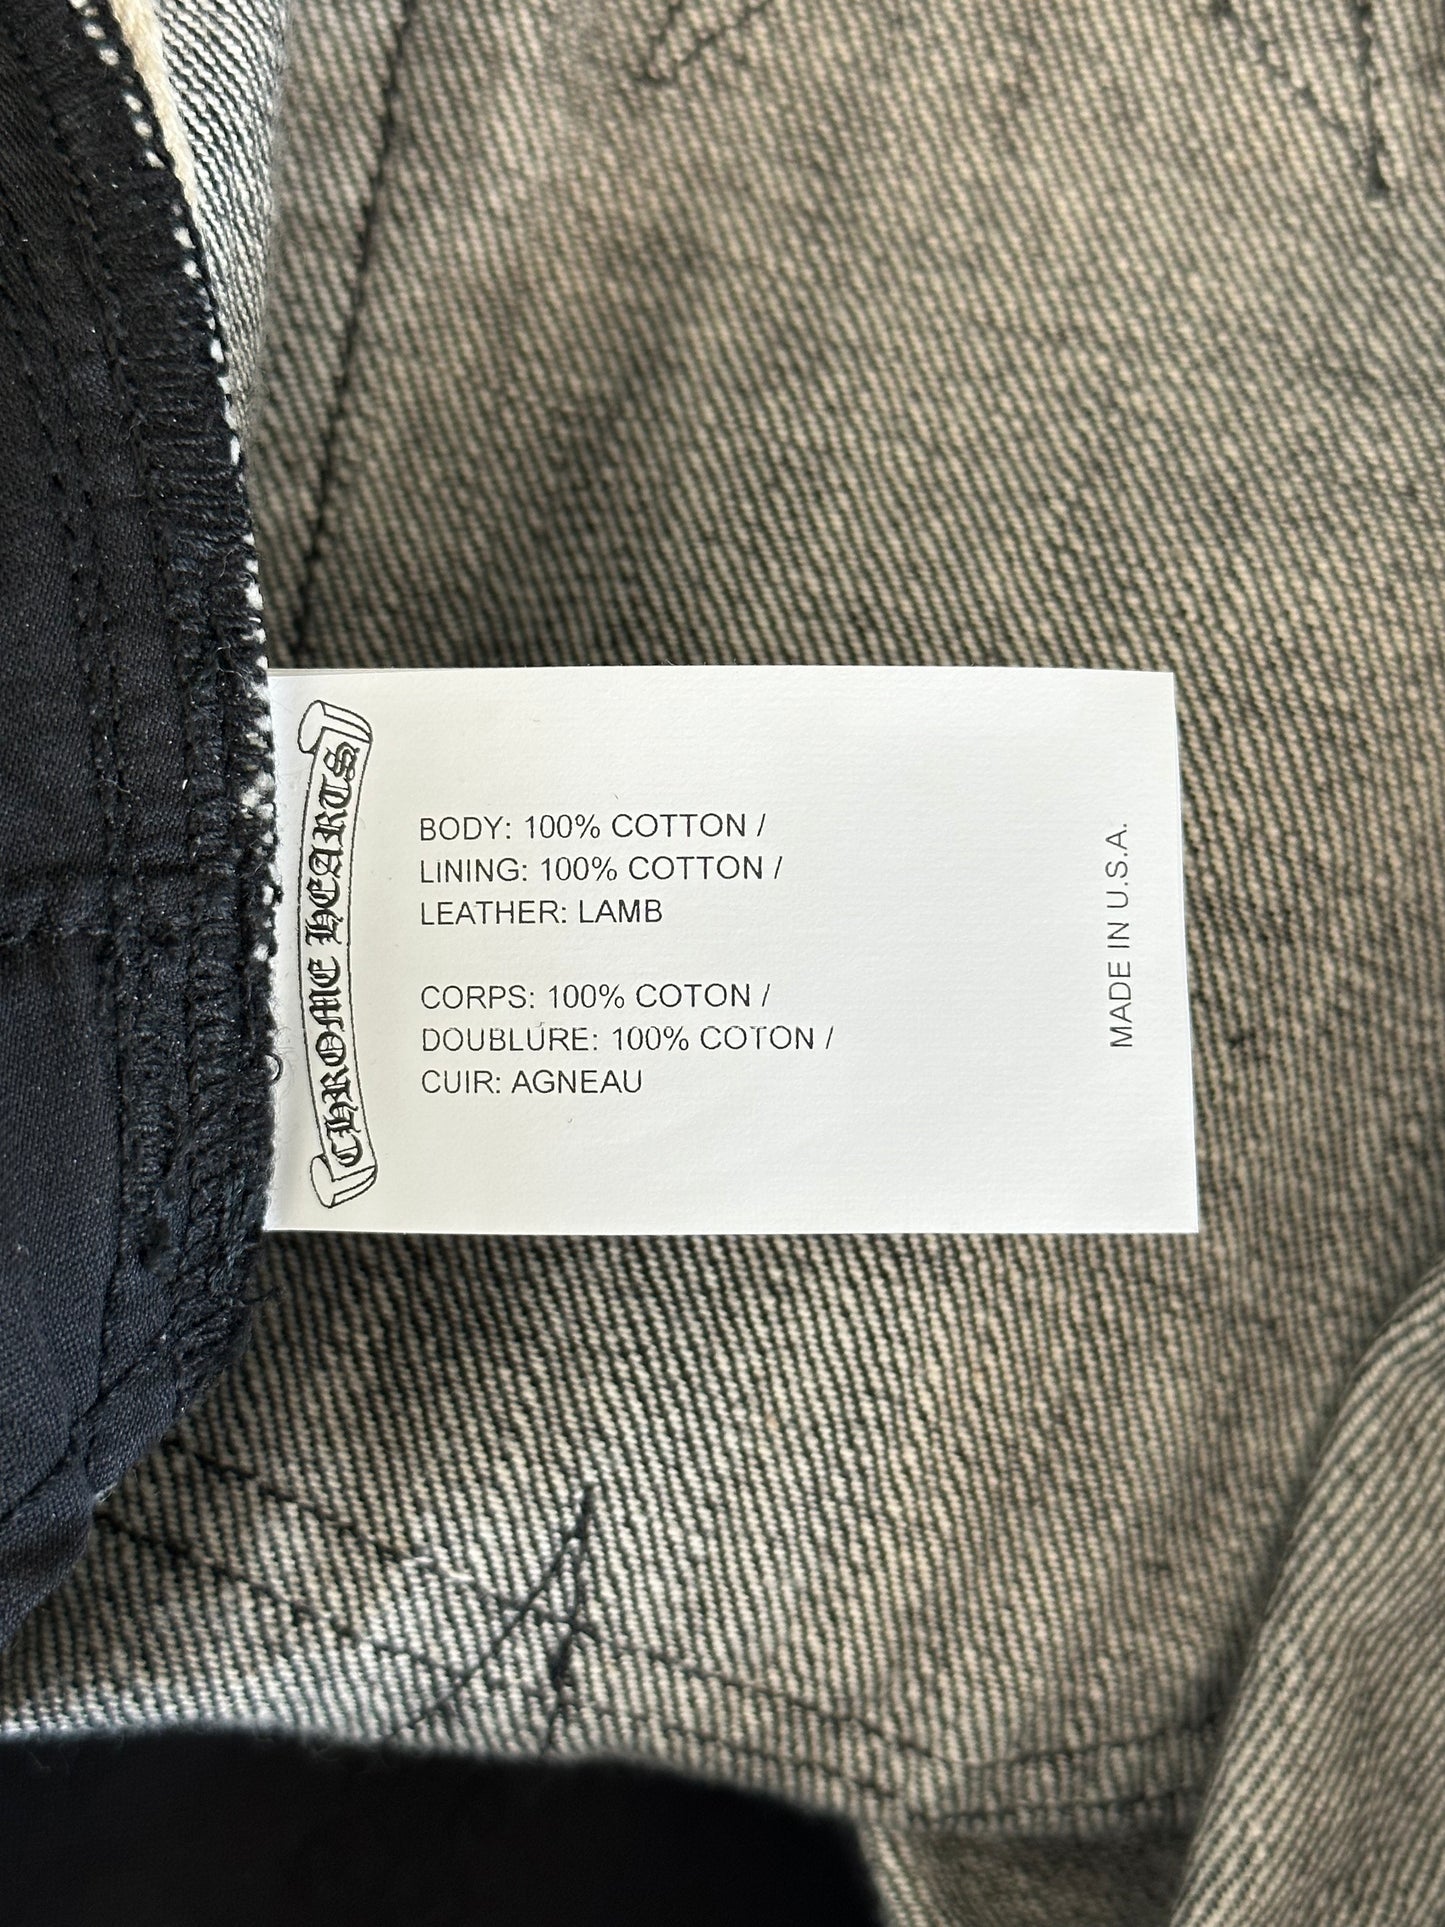 CHROME HEARTS
BODY: 100% COTTON /
LINING: 100% COTTON /
LEATHER: LAMB
CORPS: 100% COTON /
DOUBLURE: 100% COTON /
CUIR: AGNEAU
MADE IN U.S.A.